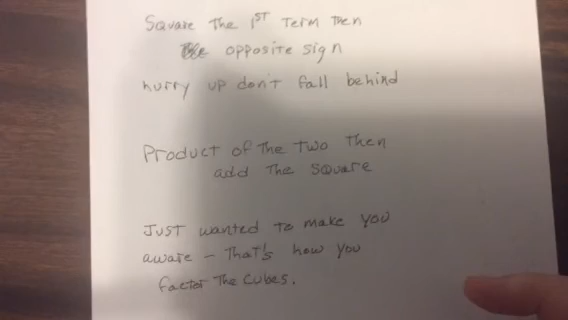 Square The 1ST Term Then
opposite sign
hurry up don't fall behind
Product of The Two Then
add The Square
Just wanted to make you
aware - That's how you
factor The Cubes.